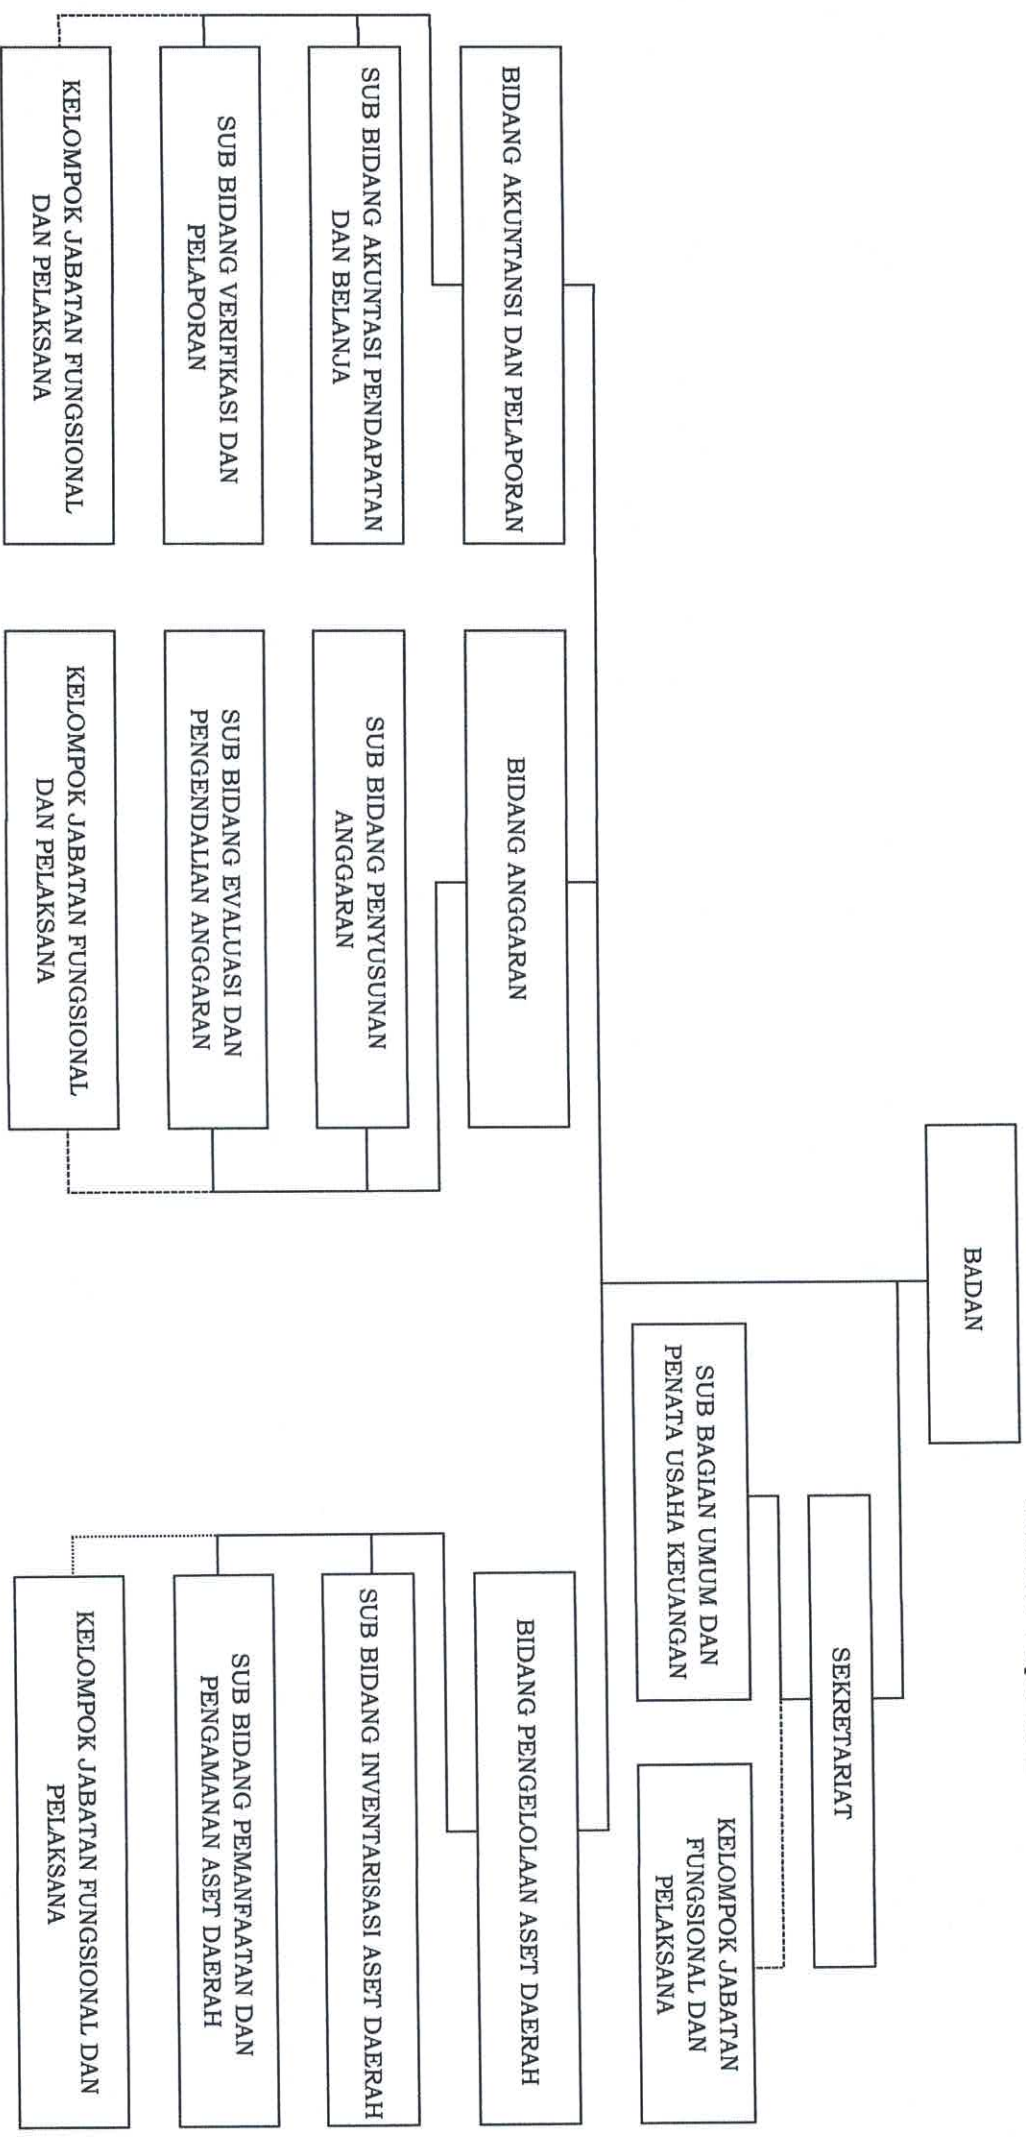 BADAN
SEKRETARIAT
SUB BAGIAN UMUM DAN
PENATA USAHA KEUANGAN
KELOMPOK JABATAN
FUNGSIONAL DAN
PELAKSANA
BIDANG AKUNTANSI DAN PELAPORAN
SUB BIDANG AKUNTASI PENDAPATAN
DAN BELANJA
SUB BIDANG VERIFIKASI DAN
PELAPORAN
KELOMPOK JABATAN FUNGSIONAL
DAN PELAKSANA
BIDANG ANGGARAN
SUB BIDANG PENYUSUNAN
ANGGARAN
SUB BIDANG EVALUASI DAN
PENGENDALIAN ANGGARAN
KELOMPOK JABATAN FUNGSIONAL
DAN PELAKSANA
BIDANG PENGELOLAAN ASET DAERAH
SUB BIDANG INVENTARISASI ASET DAERAH
SUB BIDANG PEMANFAATAN DAN
PENGAMANAN ASET DAERAH
KELOMPOK JABATAN FUNGSIONAL DAN
PELAKSANA